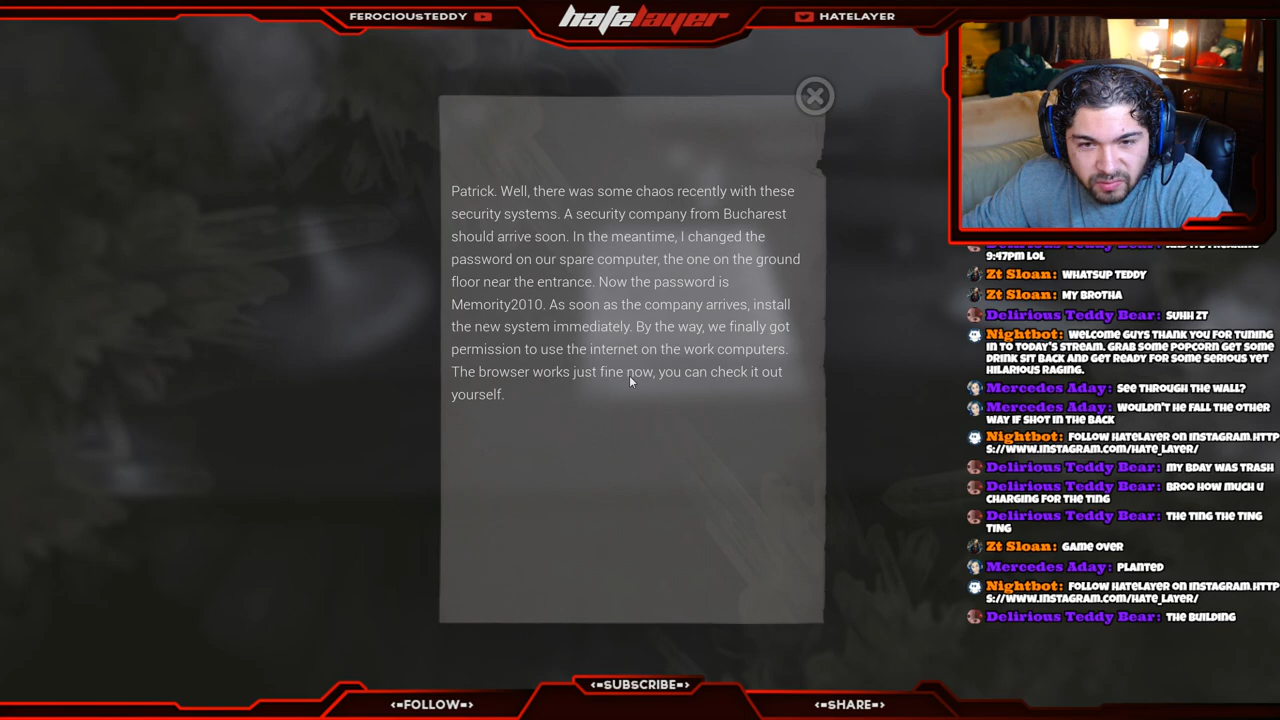 FEROCIOUSTEDDY
hatelayer
HATELAYER
Patrick. Well, there was some chaos recently with these
security systems. A security company from Bucharest
should arrive soon. In the meantime, I changed the
password on our spare computer, the one on the ground
floor near the entrance. Now the password is
Memority2010. As soon as the company arrives, install
the new system immediately. By the way, we finally got
permission to use the internet on the work computers.
The browser works just fine now, you can check it out
yourself.
9:47PM LOL
Zt Sloan: WHATSUP TEDDY
Zt Sloan: MY BROTHA
Delirious Teddy Bear: SUHH ZT
Nightbot: WELCOME GUYS THANK YOU FOR TUNING
IN TO TODAY'S STREAM. GRAB SOME POPCORN GET SOME
DRINK SIT BACK AND GET READY FOR SOME SERIOUS YET
HILARIOUS RAGING.
Mercedes Aday: SEE THROUGH THE WALL?
Mercedes Aday: WOULDN'T HE FALL THE OTHER
WAY IF SHOT IN THE BACK
Nightbot: FOLLOW HATELAYER ON INSTAGRAM.HTTP
S://WWW.INSTAGRAM.COM/HATE_LAYER/
Delirious Teddy Bear: MY BDAY WAS TRASH
Delirious Teddy Bear: BROO HOW MUCH U
CHARGING FOR THE TING
Delirious Teddy Bear: THE TING THE TING
TING
Zt Sloan: GAME OVER
Mercedes Aday: PLANTED
Nightbot: FOLLOW HATELAYER ON INSTAGRAM.HTTP
S://WWW.INSTAGRAM.COM/HATE_LAYER/
Delirious Teddy Bear: THE BUILDING
<=FOLLOW=>
<=SUBSCRIBE=>
<=SHARE=>